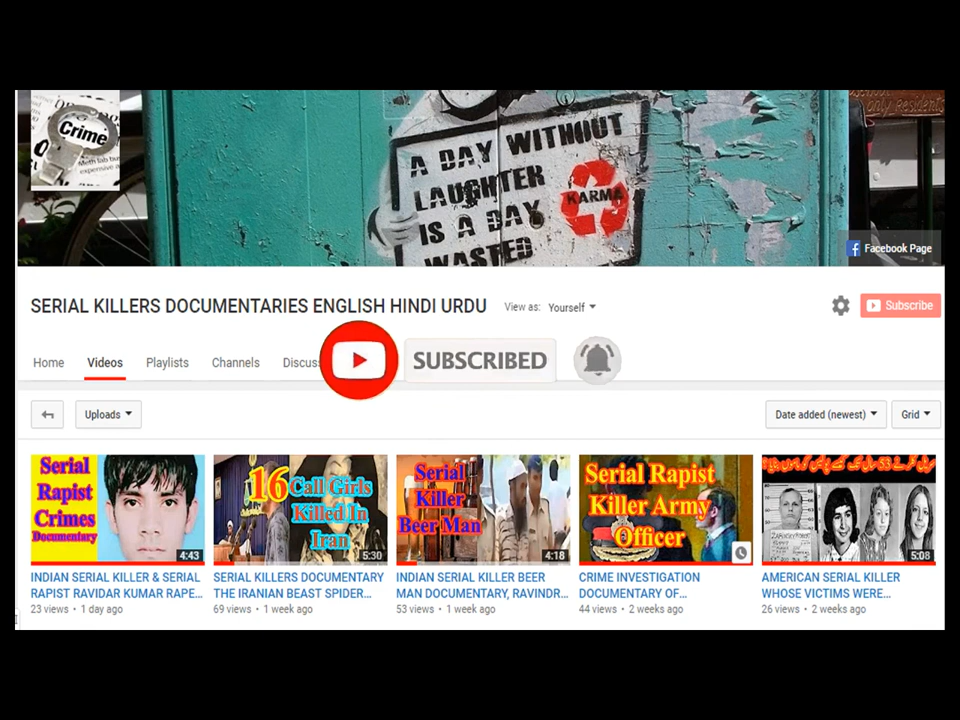 Crime
Meth lab
expensive
only Residents
A DAY WITHOUT
LAUGHTER
IS A DAY
WASTED
KARMA
Facebook Page
SERIAL KILLERS DOCUMENTARIES ENGLISH HINDI URDU
View as: Yourself
Subscribe
Home Videos Playlists Channels Discuss
SUBSCRIBED
Uploads
Date added (newest)
Grid
Serial
Rapist
Crimes
Documentary
4:43
16 Call Girls
Killed In
Iran
5:30
Serial
Killer
Beer Man
4:18
Serial Rapist
Killer Army
Officer
5:08
INDIAN SERIAL KILLER & SERIAL
RAPIST RAVIDAR KUMAR RAPE...
23 views • 1 day ago
SERIAL KILLERS DOCUMENTARY
THE IRANIAN BEAST SPIDER...
69 views • 1 week ago
INDIAN SERIAL KILLER BEER
MAN DOCUMENTARY, RAVINDR...
53 views • 1 week ago
CRIME INVESTIGATION
DOCUMENTARY OF...
44 views • 2 weeks ago
AMERICAN SERIAL KILLER
WHOSE VICTIMS WERE...
26 views • 2 weeks ago